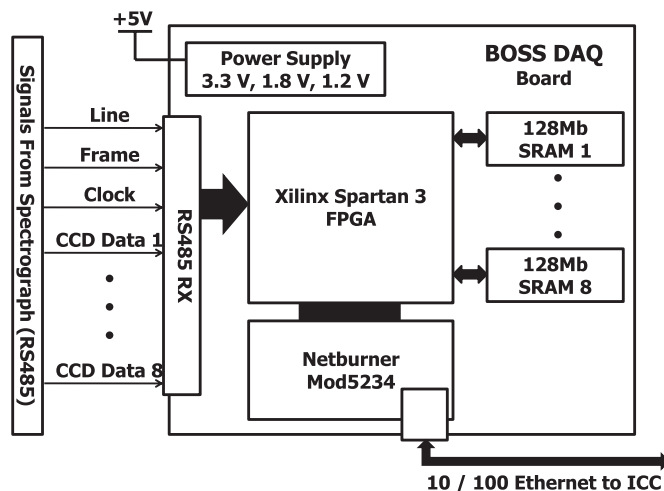 +5V
Power Supply
3.3 V, 1.8 V, 1.2 V
BOSS DAQ
Board
Signals From Spectrograph (RS485)
Line
Frame
Clock
CCD Data 1
CCD Data 8
RS485 RX
Xilinx Spartan 3
FPGA
128Mb
SRAM 1
128Mb
SRAM 8
Netburner
Mod5234
10 / 100 Ethernet to ICC